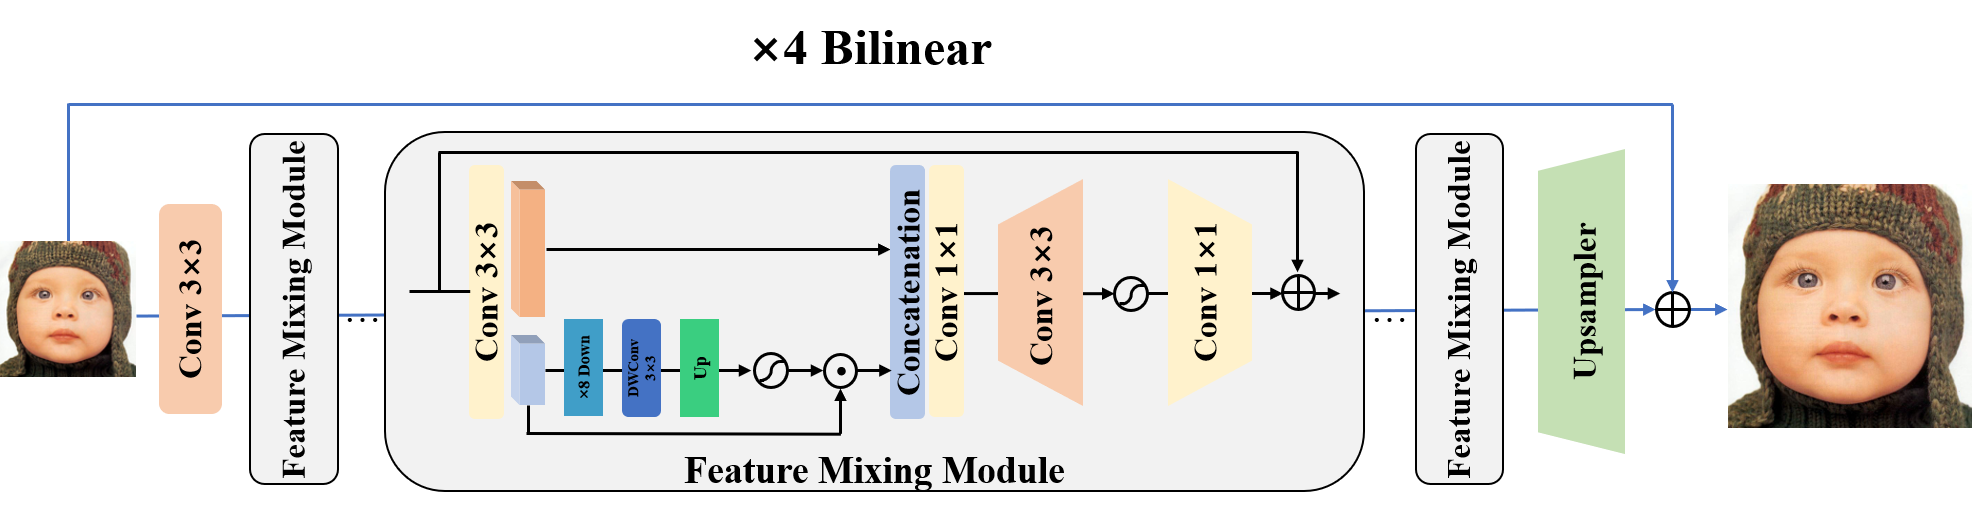 ×4 Bilinear
Conv 3×3
Feature Mixing Module
...
Conv 3×3
×8 Down
DWConv
3×3
Up
Concatenation
Conv 1×1
Conv 3×3
Conv 1×1
Feature Mixing Module
...
Feature Mixing Module
Upsampler